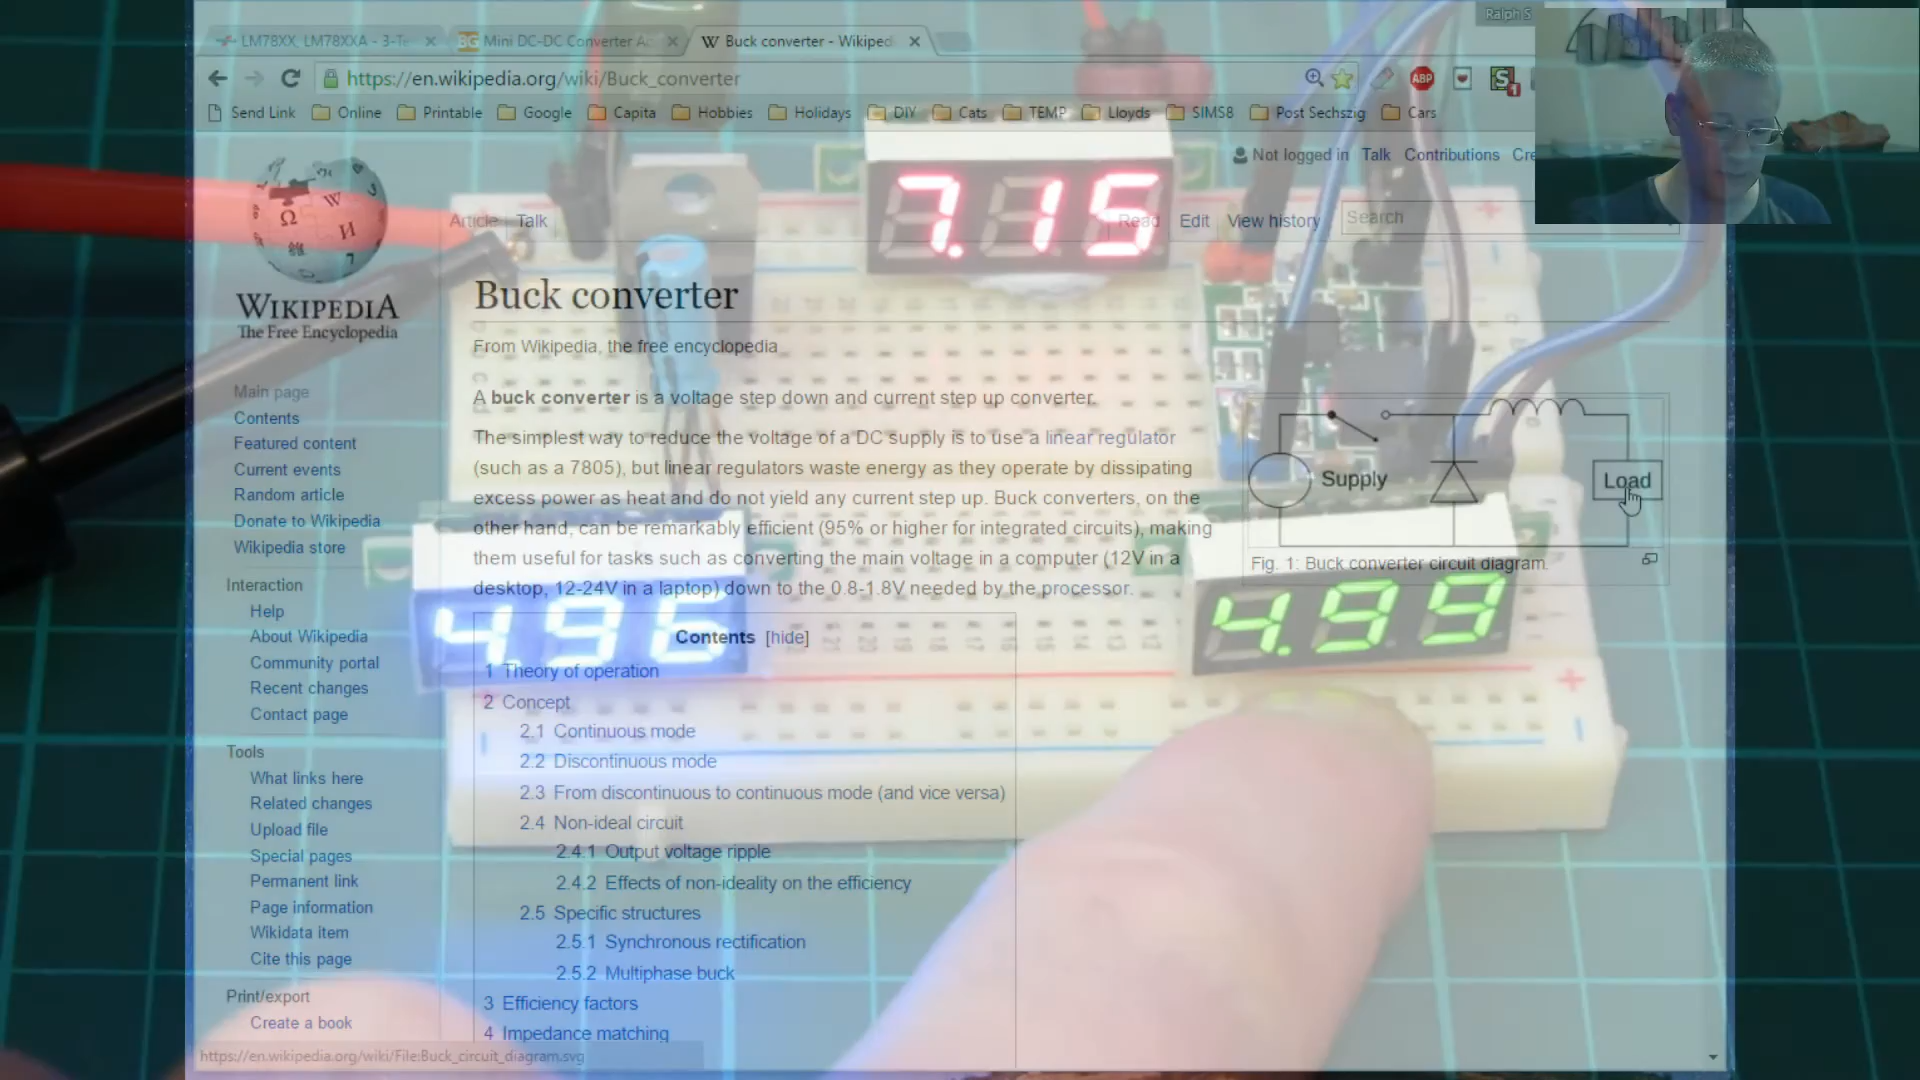 Ralph S
LM78XX, LM78XXA - 3-Te
BG Mini DC-DC Converter Ac
W Buck converter - Wikiped
https://en.wikipedia.org/wiki/Buck_converter
ABP
S
1
Send Link Online Printable Google Capita Hobbies Holidays DIY Cats TEMP Lloyds SIMS8 Post Sechszig Cars
Not logged in Talk Contributions Cre
Article Talk Read Edit View history Search
7.15
WIKIPEDIA
The Free Encyclopedia
Main page
Contents
Featured content
Current events
Random article
Donate to Wikipedia
Wikipedia store
Interaction
Help
About Wikipedia
Community portal
Recent changes
Contact page
Tools
What links here
Related changes
Upload file
Special pages
Permanent link
Page information
Wikidata item
Cite this page
Print/export
Create a book
Buck converter
From Wikipedia, the free encyclopedia
A buck converter is a voltage step down and current step up converter.
The simplest way to reduce the voltage of a DC supply is to use a linear regulator
(such as a 7805), but linear regulators waste energy as they operate by dissipating
excess power as heat and do not yield any current step up. Buck converters, on the
other hand, can be remarkably efficient (95% or higher for integrated circuits), making
them useful for tasks such as converting the main voltage in a computer (12V in a
desktop, 12-24V in a laptop) down to the 0.8-1.8V needed by the processor.
Supply
Load
Fig. 1: Buck converter circuit diagram.
4.96
4.99
Contents [hide]
1 Theory of operation
2 Concept
2.1 Continuous mode
2.2 Discontinuous mode
2.3 From discontinuous to continuous mode (and vice versa)
2.4 Non-ideal circuit
2.4.1 Output voltage ripple
2.4.2 Effects of non-ideality on the efficiency
2.5 Specific structures
2.5.1 Synchronous rectification
2.5.2 Multiphase buck
3 Efficiency factors
4 Impedance matching
https://en.wikipedia.org/wiki/File:Buck_circuit_diagram.svg